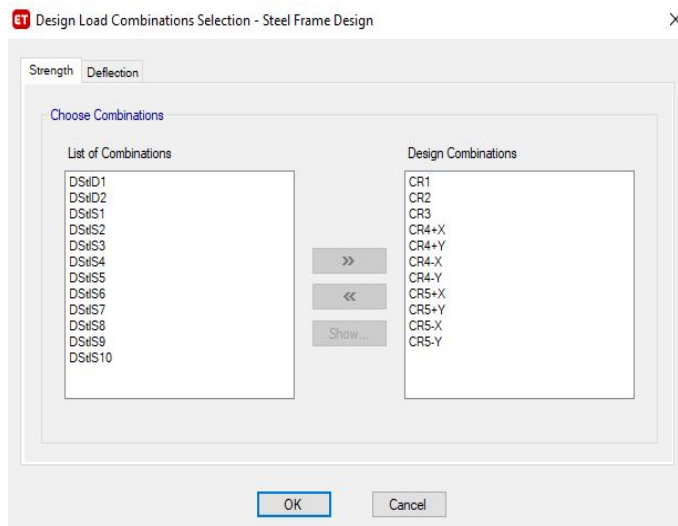 ET Design Load Combinations Selection - Steel Frame Design
Strength Deflection
Choose Combinations
List of Combinations
DStlD1
DStlD2
DStlS1
DStlS2
DStlS3
DStlS4
DStlS5
DStlS6
DStlS7
DStlS8
DStlS9
DStlS10
>>
<<
Show...
Design Combinations
CR1
CR2
CR3
CR4+X
CR4+Y
CR4-X
CR4-Y
CR5+X
CR5+Y
CR5-X
CR5-Y
OK Cancel